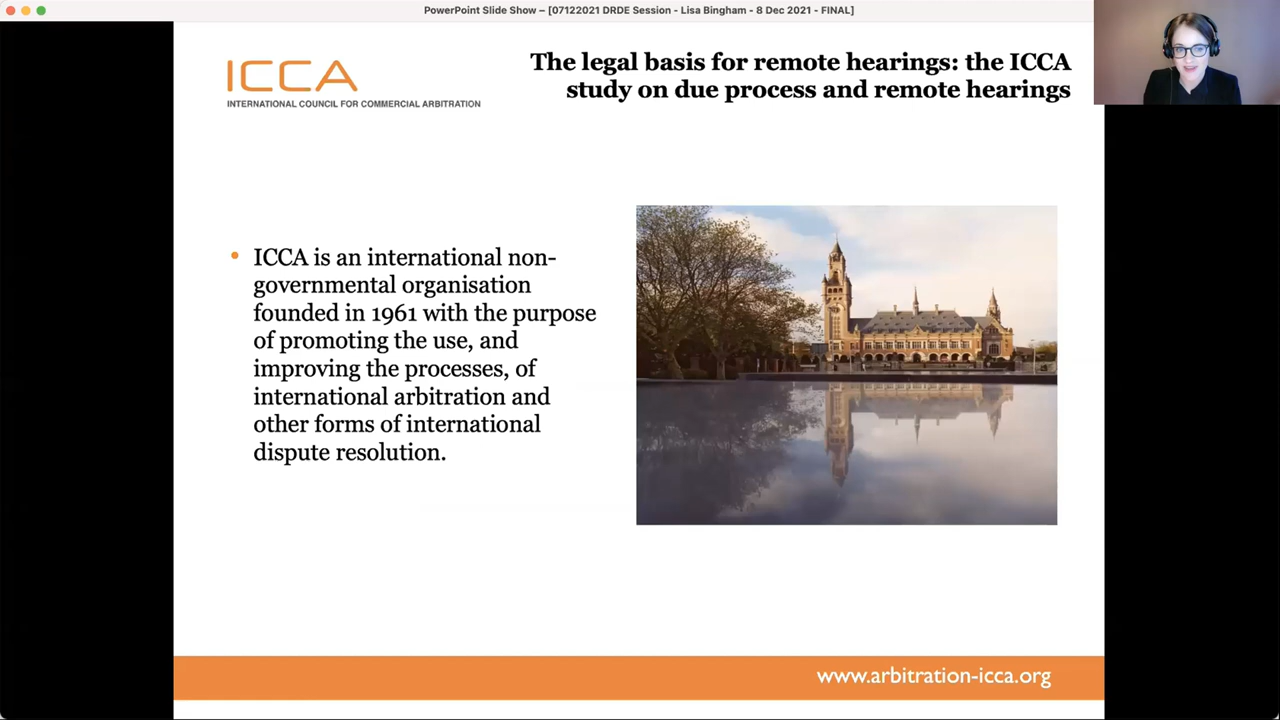 PowerPoint Slide Show – [07122021 DRDE Session - Lisa Bingham - 8 Dec 2021 - FINAL]
ICCA
INTERNATIONAL COUNCIL FOR COMMERCIAL ARBITRATION
The legal basis for remote hearings: the ICCA
study on due process and remote hearings
• ICCA is an international non-
governmental organisation
founded in 1961 with the purpose
of promoting the use, and
improving the processes, of
international arbitration and
other forms of international
dispute resolution.
www.arbitration-icca.org